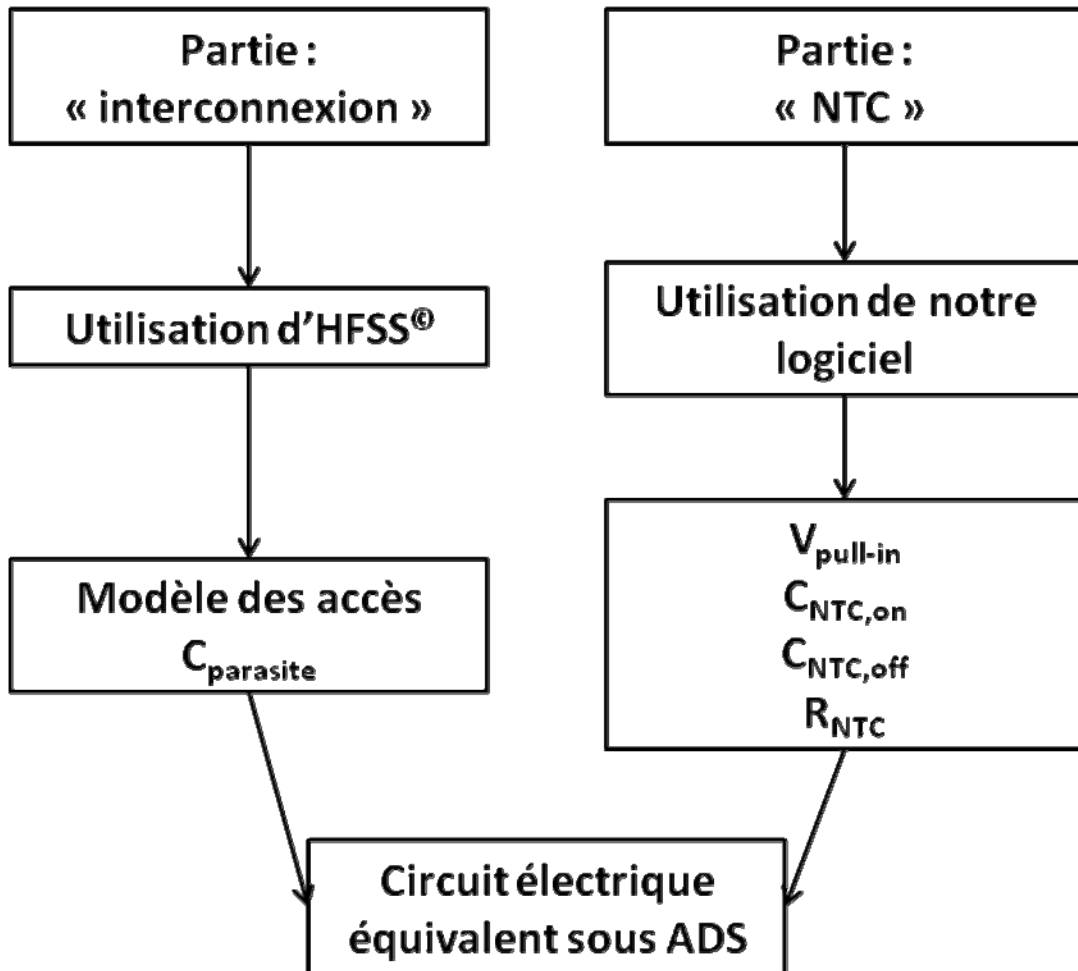 Partie :
« interconnexion »
Utilisation d’HFSS©
Modèle des accès
Cparasite
Partie :
« NTC »
Utilisation de notre
logiciel
Vpull-in
CNTC,on
CNTC,off
RNTC
Circuit électrique
équivalent sous ADS